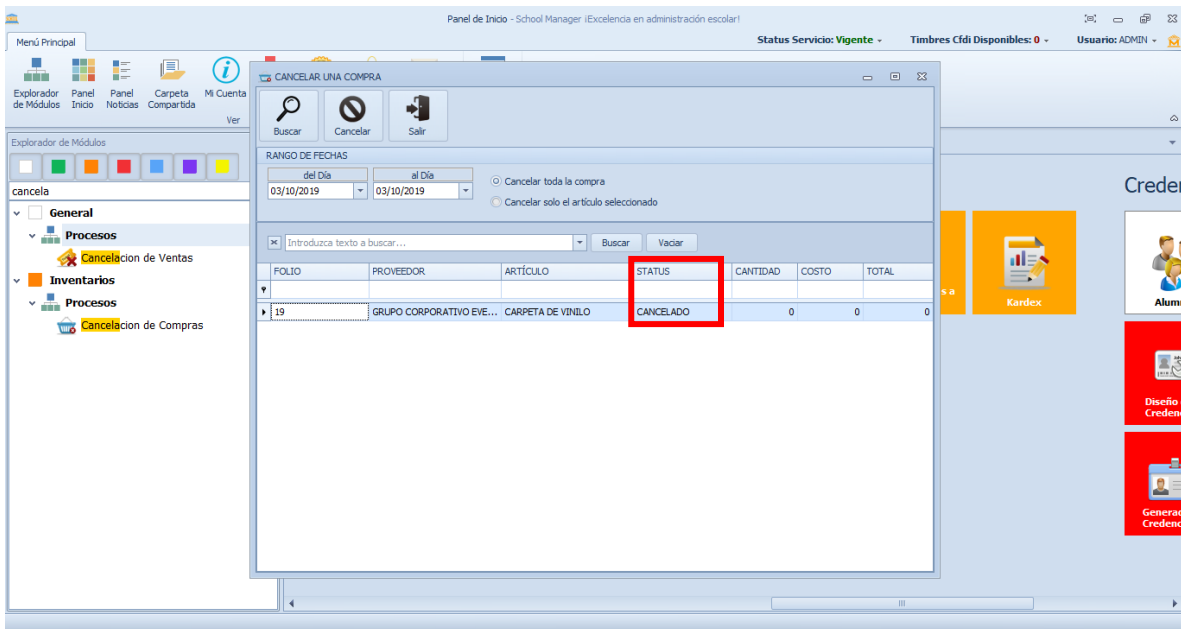 Panel de Inicio - School Manager ¡Excelencia en administración escolar!
Status Servicio: Vigente
Timbres Cfdi Disponibles: 0
Usuario: ADMIN
Menú Principal
Explorador de Módulos
Panel Inicio
Panel Noticias
Carpeta Compartida
Mi Cuenta
Ver
Explorador de Módulos
cancela
General
Procesos
Cancelacion de Ventas
Inventarios
Procesos
Cancelacion de Compras
CANCELAR UNA COMPRA
Buscar
Cancelar
Salir
RANGO DE FECHAS
del Día
al Día
03/10/2019
03/10/2019
Cancelar toda la compra
Cancelar solo el artículo seleccionado
Introduzca texto a buscar...
Buscar
Vaciar
FOLIO PROVEEDOR ARTÍCULO STATUS CANTIDAD COSTO TOTAL
19 GRUPO CORPORATIVO EVE... CARPETA DE VINILO CANCELADO 0 0 0
s a
Kardex
Creder
Alum
Diseño
Creden
Genera
Credenc